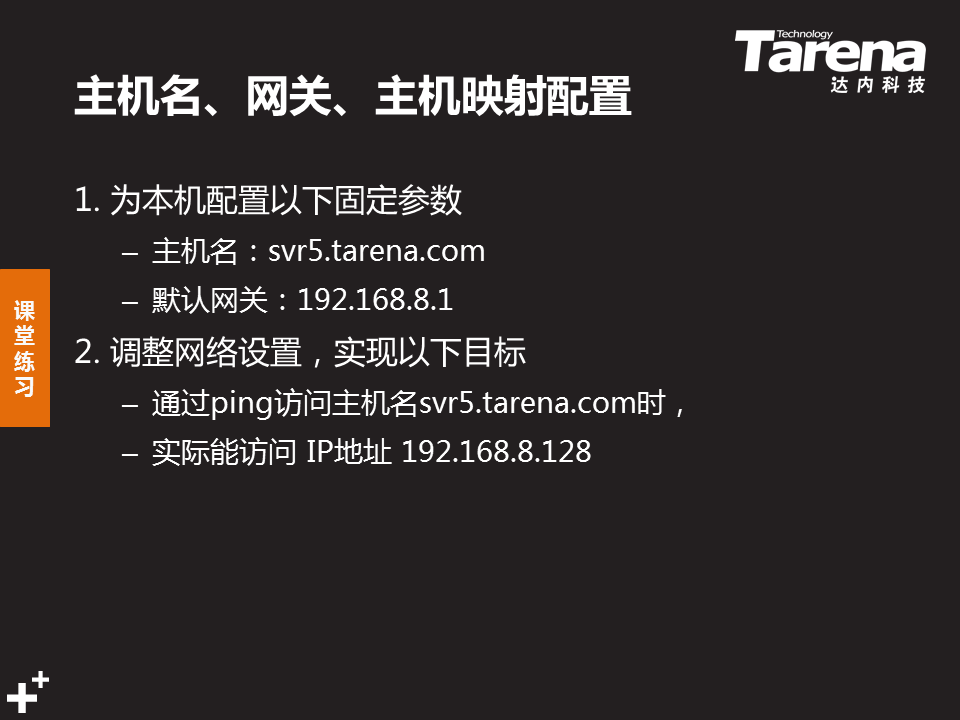 Technology
Tarena
达内科技
主机名、网关、主机映射配置
1. 为本机配置以下固定参数
– 主机名：svr5.tarena.com
– 默认网关：192.168.8.1
2. 调整网络设置，实现以下目标
– 通过ping访问主机名svr5.tarena.com时，
– 实际能访问 IP地址 192.168.8.128
课
堂
练
习